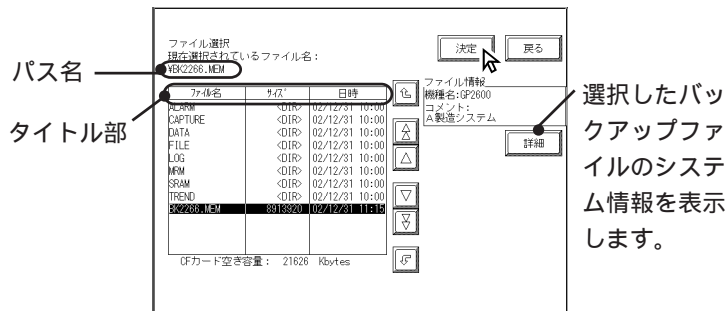 ファイル選択
現在選択されているファイル名：
¥BK2266.MEM
決定
戻る
パス名
タイトル部
ファイル名 サイズ 日時
ALARM <DIR> 02/12/31 10:00
CAPTURE <DIR> 02/12/31 10:00
DATA <DIR> 02/12/31 10:00
FILE <DIR> 02/12/31 10:00
LOG <DIR> 02/12/31 10:00
MRM <DIR> 02/12/31 10:00
SRAM <DIR> 02/12/31 10:00
TREND <DIR> 02/12/31 10:00
BK2266.MEM 8913920 02/12/31 11:15
CFカード空き容量： 21626 Kbytes
ファイル情報
機種名:GP2600
コメント:
A製造システム
詳細
選択したバッ
クアップファ
イルのシステ
ム情報を表示
します。